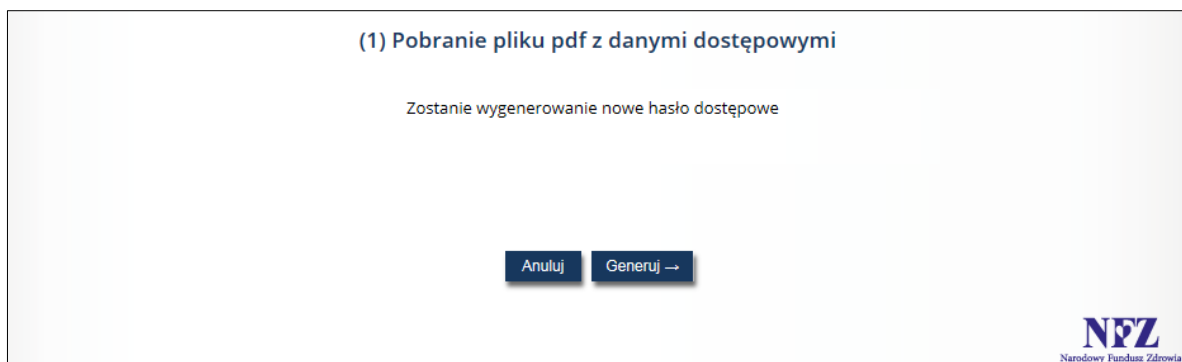 (1) Pobranie pliku pdf z danymi dostępowymi
Zostanie wygenerowanie nowe hasło dostępowe
Anuluj Generuj →
NFZ
Narodowy Fundusz Zdrowia